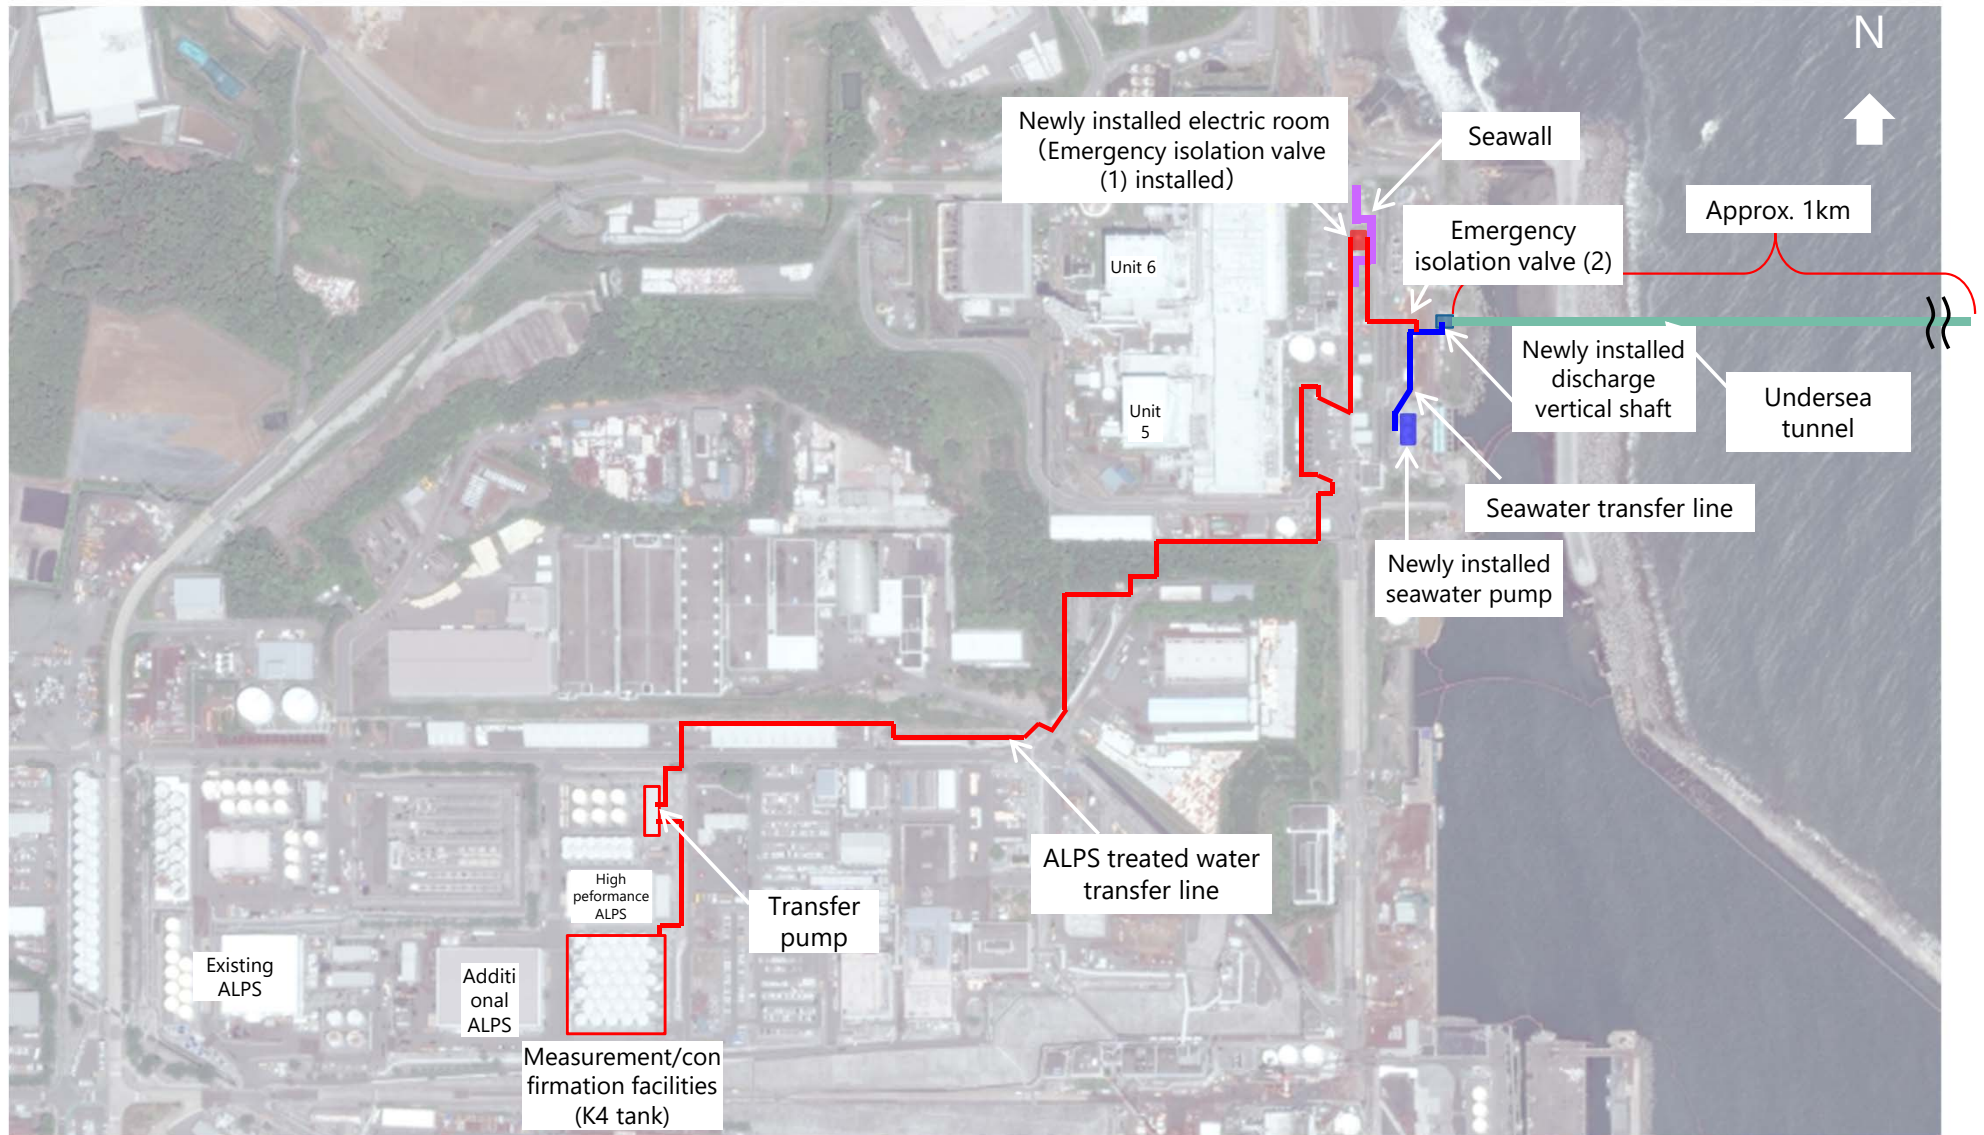 N
Newly installed electric room
（Emergency isolation valve
(1) installed）
Seawall
Approx. 1km
Emergency
isolation valve (2)
Unit 6
Newly installed
discharge
vertical shaft
Undersea
tunnel
Unit
5
Seawater transfer line
Newly installed
seawater pump
ALPS treated water
transfer line
High
peformance
ALPS
Transfer
pump
Existing
ALPS
Additi
onal
ALPS
Measurement/con
firmation facilities
(K4 tank)